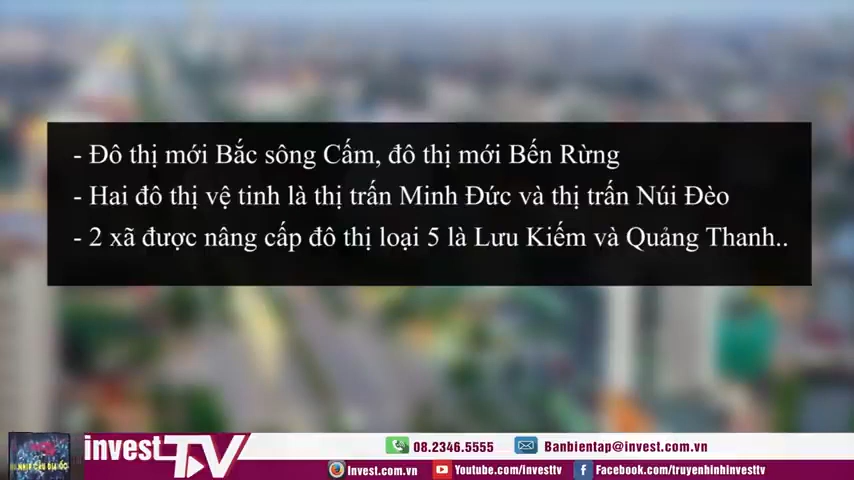 - Đô thị mới Bắc sông Cấm, đô thị mới Bến Rừng
- Hai đô thị vệ tinh là thị trấn Minh Đức và thị trấn Núi Đèo
- 2 xã được nâng cấp đô thị loại 5 là Lưu Kiếm và Quảng Thanh..
invest TV
08.2346.5555 Banbientap@invest.com.vn
Invest.com.vn Youtube.com/investtv Facebook.com/truyenhinhinvesttv